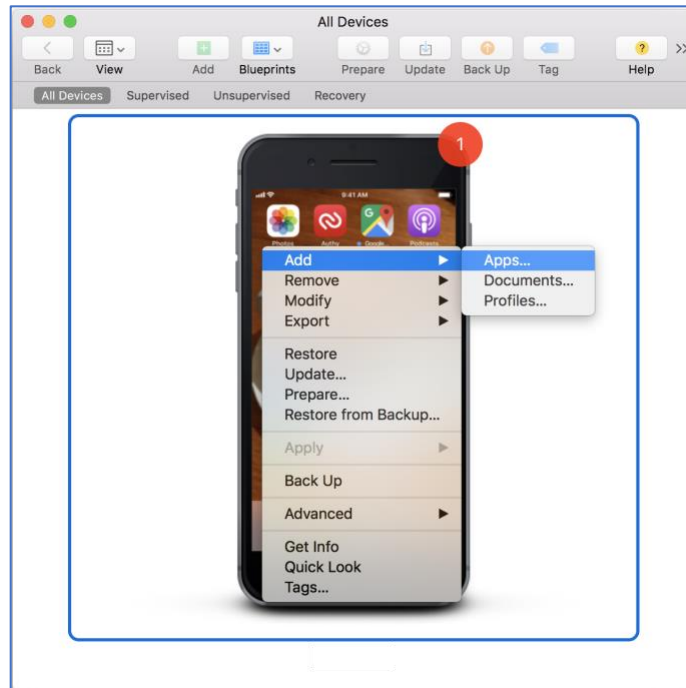 All Devices
Back View Add Blueprints Prepare Update Back Up Tag Help
All Devices Supervised Unsupervised Recovery
1
9:41 AM
Photos Authy Google... Podcasts
Add Apps...
Remove Documents...
Modify Profiles...
Export
Restore
Update...
Prepare...
Restore from Backup...
Apply
Back Up
Advanced
Get Info
Quick Look
Tags...